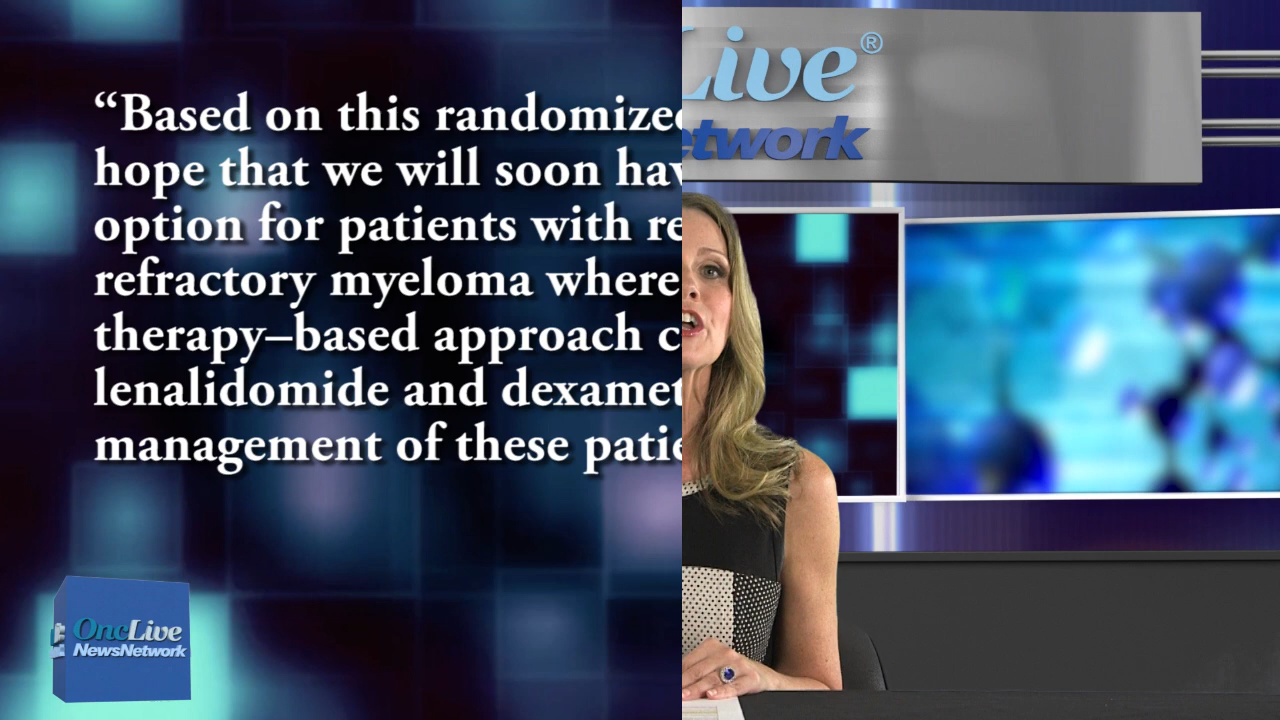 “Based on this randomized
hope that we will soon hav
option for patients with re
refractory myeloma where
therapy–based approach c
lenalidomide and dexamet
management of these patie
OncLive
NewsNetwork
Live®
etwork